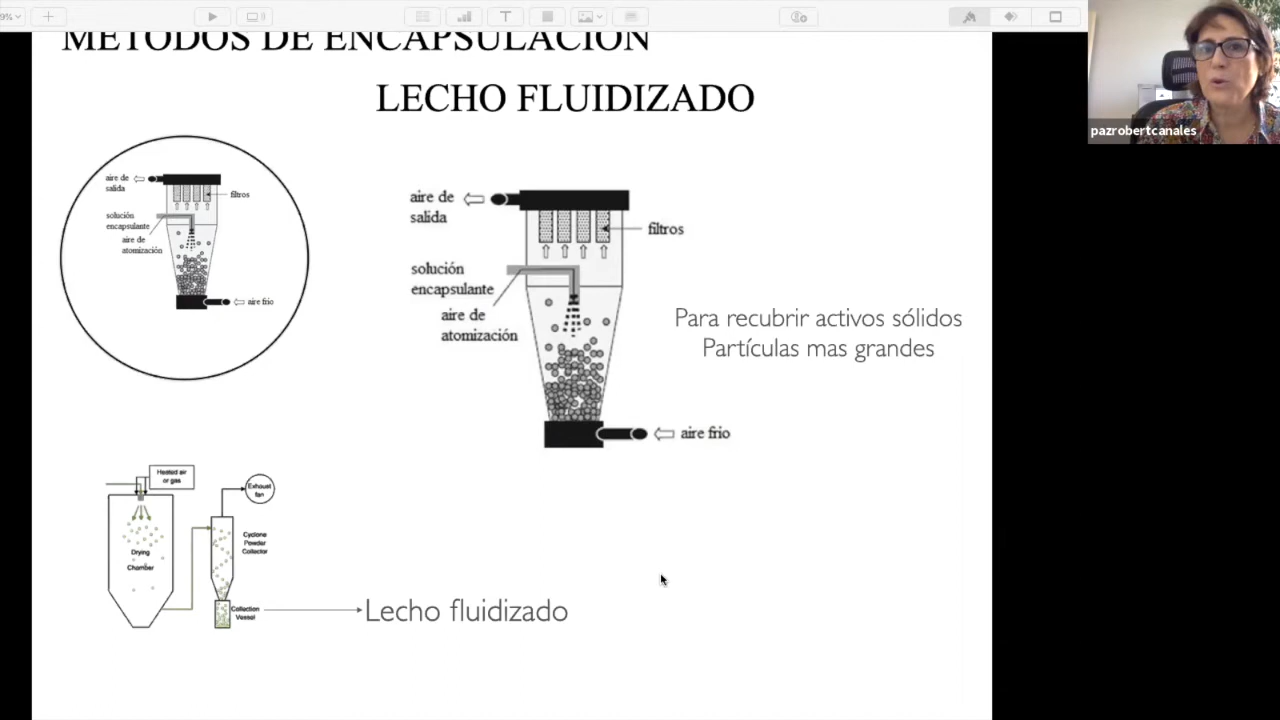 9%
METODOS DE ENCAPSULACION
LECHO FLUIDIZADO
pazrobertcanales
aire de
salida
filtros
solución
encapsulante
aire de
atomización
aire frio
aire de
salida
filtros
solución
encapsulante
aire de
atomización
aire frio
Para recubrir activos sólidos
Partículas mas grandes
Heated air
or gas
Exhaust
fan
Drying
Chamber
Cyclone
Powder
Collector
Collection
Vessel
Lecho fluidizado